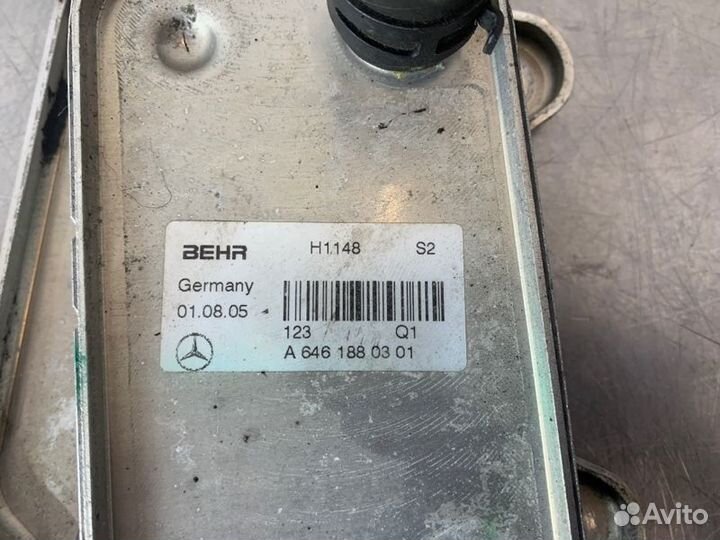 BEHR H1148 S2
Germany
01.08.05
123 Q1
A 646 188 03 01
Avito